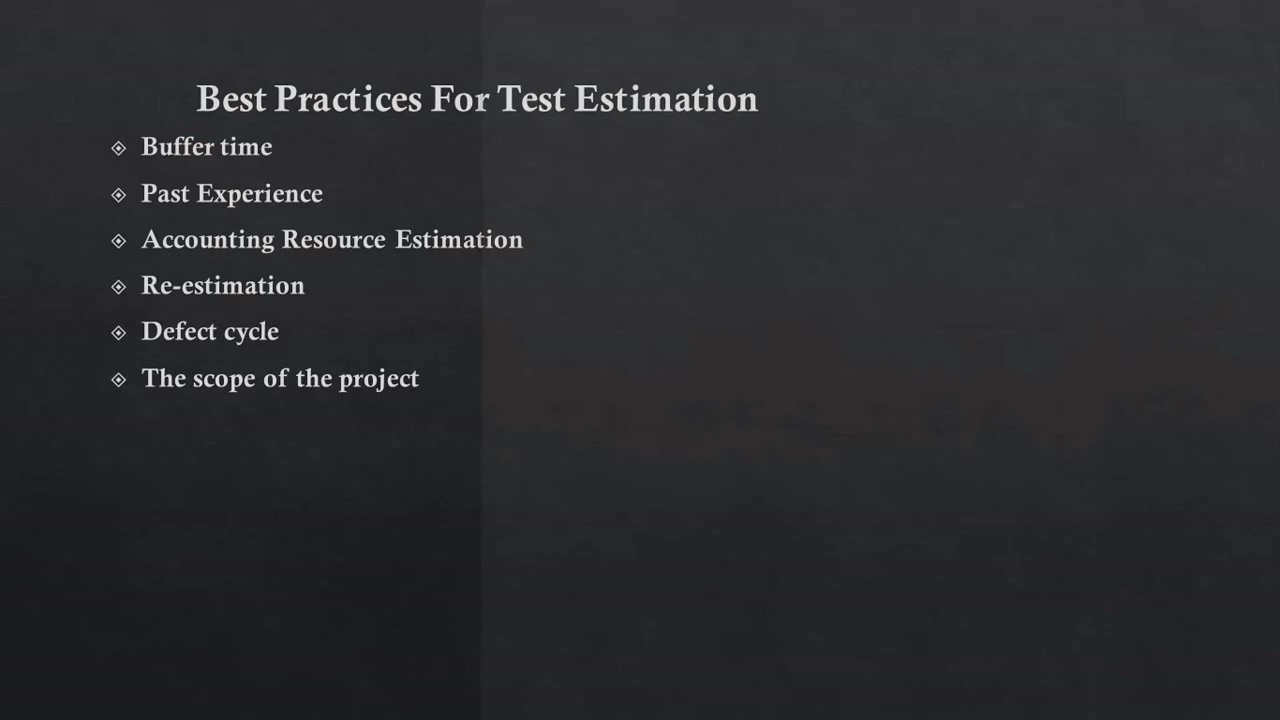 Best Practices For Test Estimation
Buffer time
Past Experience
Accounting Resource Estimation
Re-estimation
Defect cycle
The scope of the project